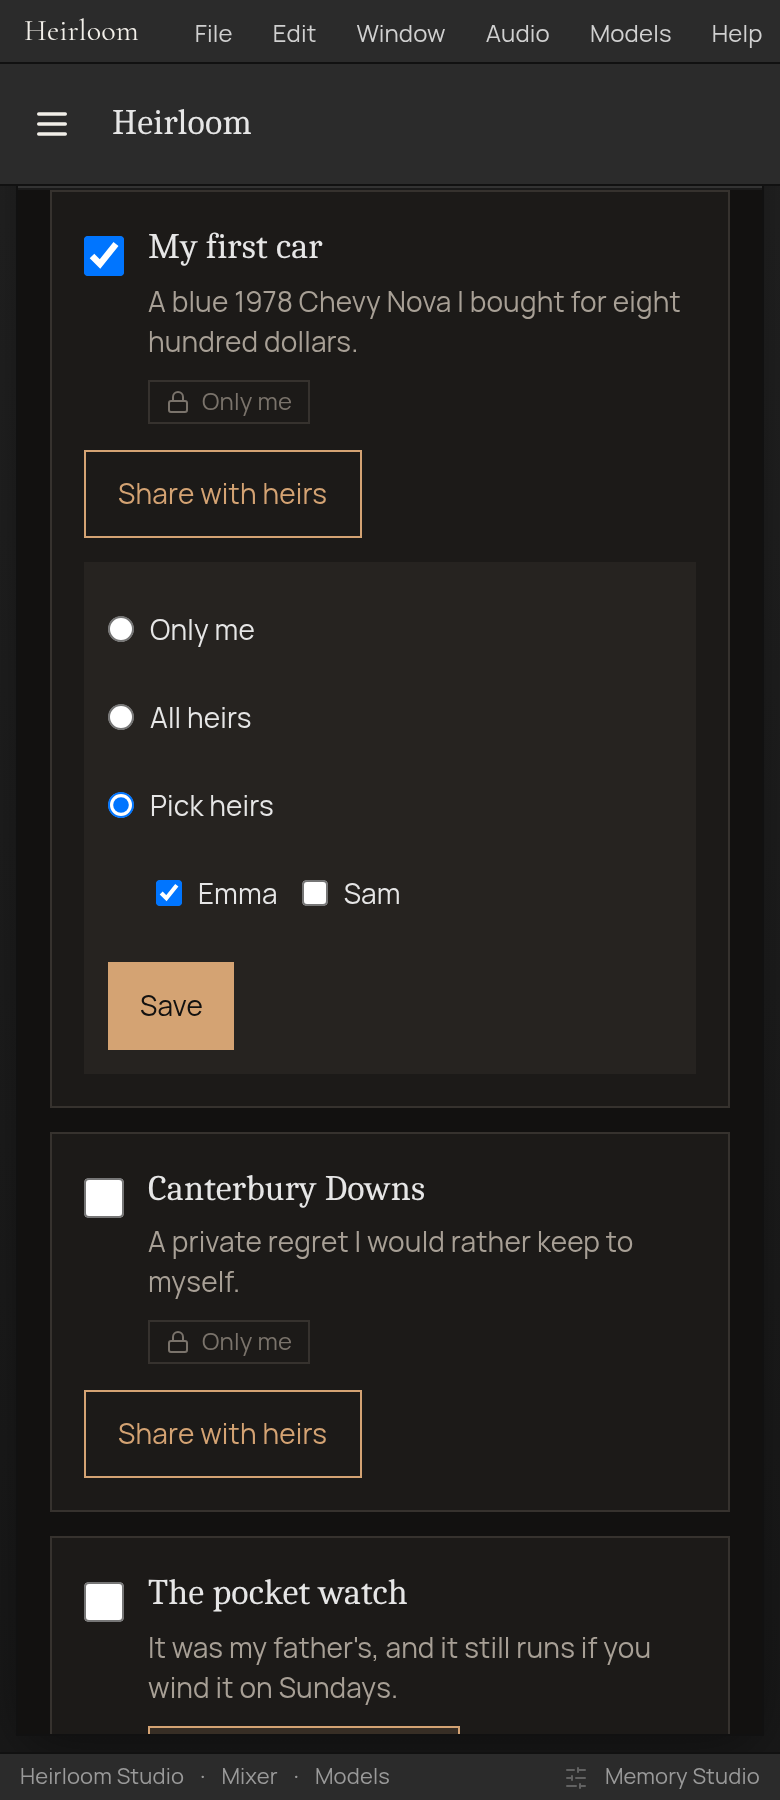 Heirloom File Edit Window Audio Models Help
Heirloom
My first car
A blue 1978 Chevy Nova I bought for eight
hundred dollars.
Only me
Share with heirs
Only me
All heirs
Pick heirs
Emma Sam
Save
Canterbury Downs
A private regret I would rather keep to
myself.
Only me
Share with heirs
The pocket watch
It was my father's, and it still runs if you
wind it on Sundays.
Heirloom Studio · Mixer · Models Memory Studio